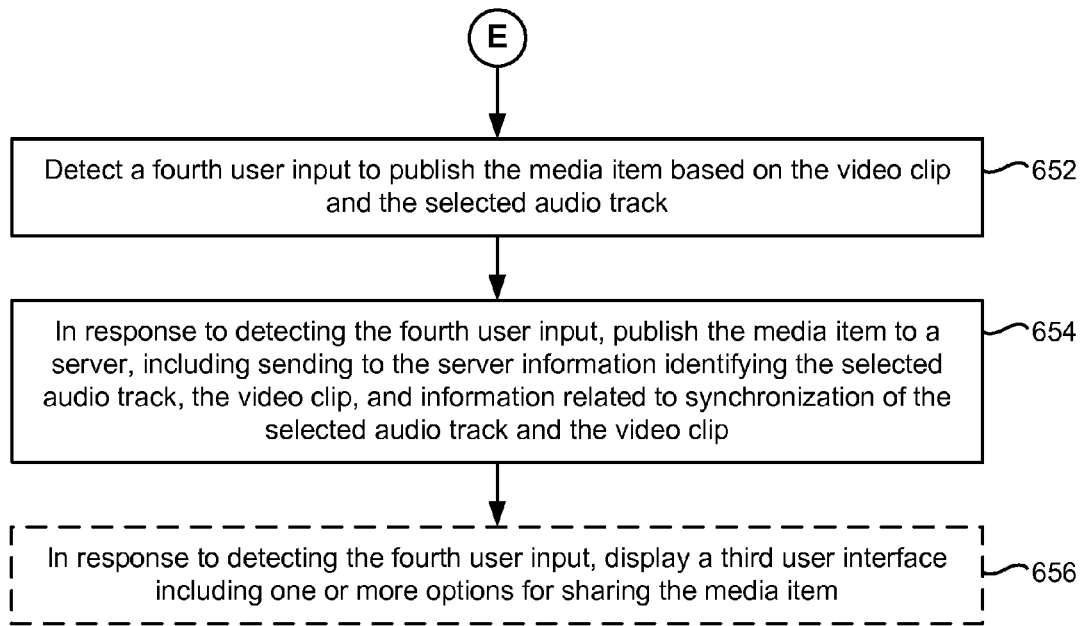 E
Detect a fourth user input to publish the media item based on the video clip
and the selected audio track
652
In response to detecting the fourth user input, publish the media item to a
server, including sending to the server information identifying the selected
audio track, the video clip, and information related to synchronization of the
selected audio track and the video clip
654
In response to detecting the fourth user input, display a third user interface
including one or more options for sharing the media item
656